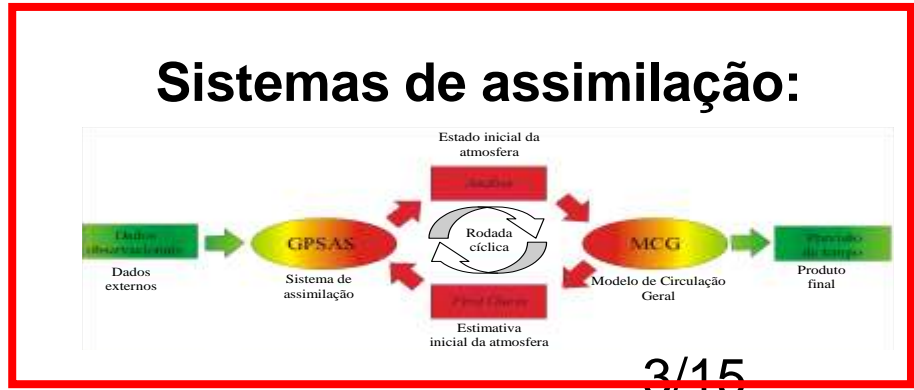 Sistemas de assimilação:
Estado inicial da
atmosfera
Análise
Dados
observacionais
GPSAS
Rodada
cíclica
MCG
Previsão
de tempo
Dados
externos
Sistema de
assimilação
First Guess
Modelo de Circulação
Geral
Produto
final
Estimativa
inicial da atmosfera
3/15